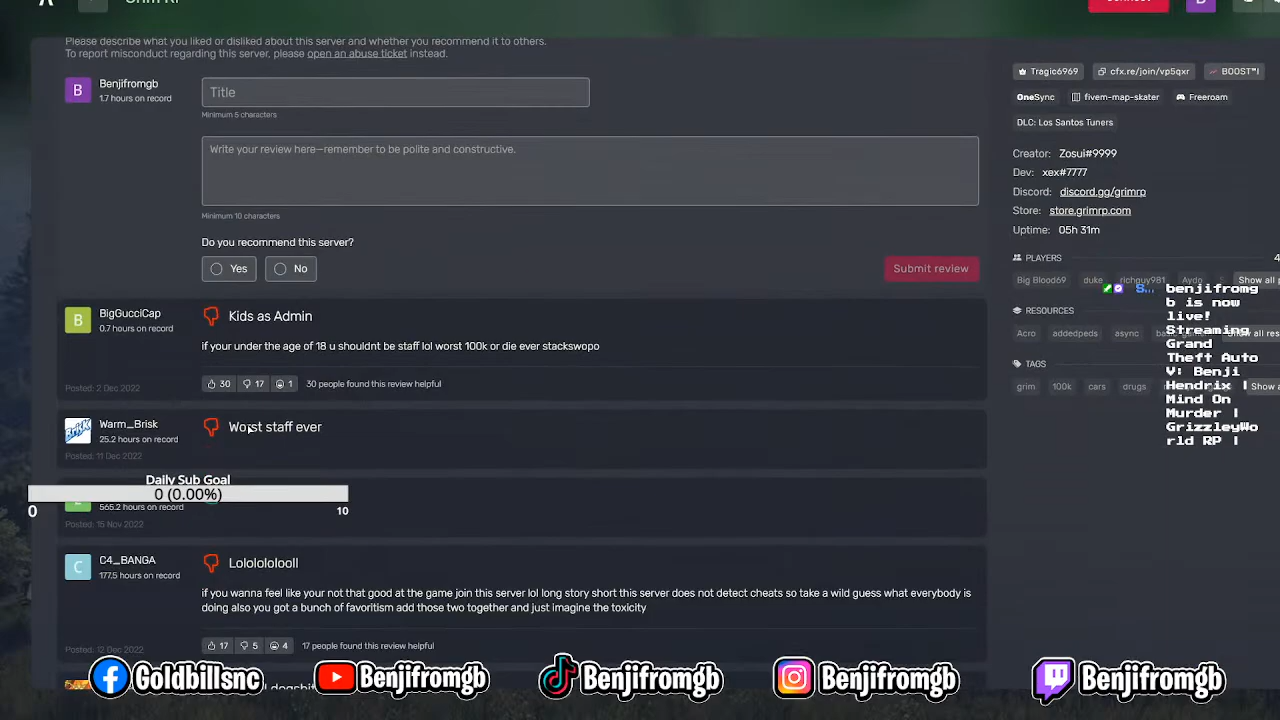 Please describe what you liked or disliked about this server and whether you recommend it to others.
To report misconduct regarding this server, please open an abuse ticket instead.
B
Benjifromgb
1.7 hours on record
Title
Minimum 5 characters
Write your review here—remember to be polite and constructive.
Minimum 10 characters
Do you recommend this server?
Yes
No
Submit review
B
BigGucciCap
0.7 hours on record
Posted: 2 Dec 2022
Kids as Admin
if your under the age of 18 u shouldnt be staff lol worst 100k or die ever stackswopo
30
17
1
30 people found this review helpful
Warm_Brisk
25.2 hours on record
Posted: 11 Dec 2022
Worst staff ever
Daily Sub Goal
0 (0.00%)
0
10
565.2 hours on record
Posted: 15 Nov 2022
C
C4_BANGA
177.5 hours on record
Posted: 12 Dec 2022
Lolololololl
if you wanna feel like your not that good at the game join this server lol long story short this server does not detect cheats so take a wild guess what everybody is
doing also you got a bunch of favoritism add those two together and just imagine the toxicity
17
5
4
17 people found this review helpful
Tragic6969
cfx.re/join/vp5qxr
BOOST™!
OneSync
fivem-map-skater
Freeroam
DLC: Los Santos Tuners
Creator: Zosui#9999
Dev: xex#7777
Discord: discord.gg/grimrp
Store: store.grimrp.com
Uptime: 05h 31m
PLAYERS
Big Blood69
duke
richguy981
Aydo
Show all
RESOURCES
Acro
addedpeds
async
TAGS
grim
100k
cars
drugs
Show
S...
benjifromg
b is now
live!
Streaming
Grand
Theft Auto
V: Benji
Hendrix |
Mind On
Murder |
GrizzleyWo
rld RP |
Goldbillsnc
Benjifromgb
Benjifromgb
Benjifromgb
Benjifromgb